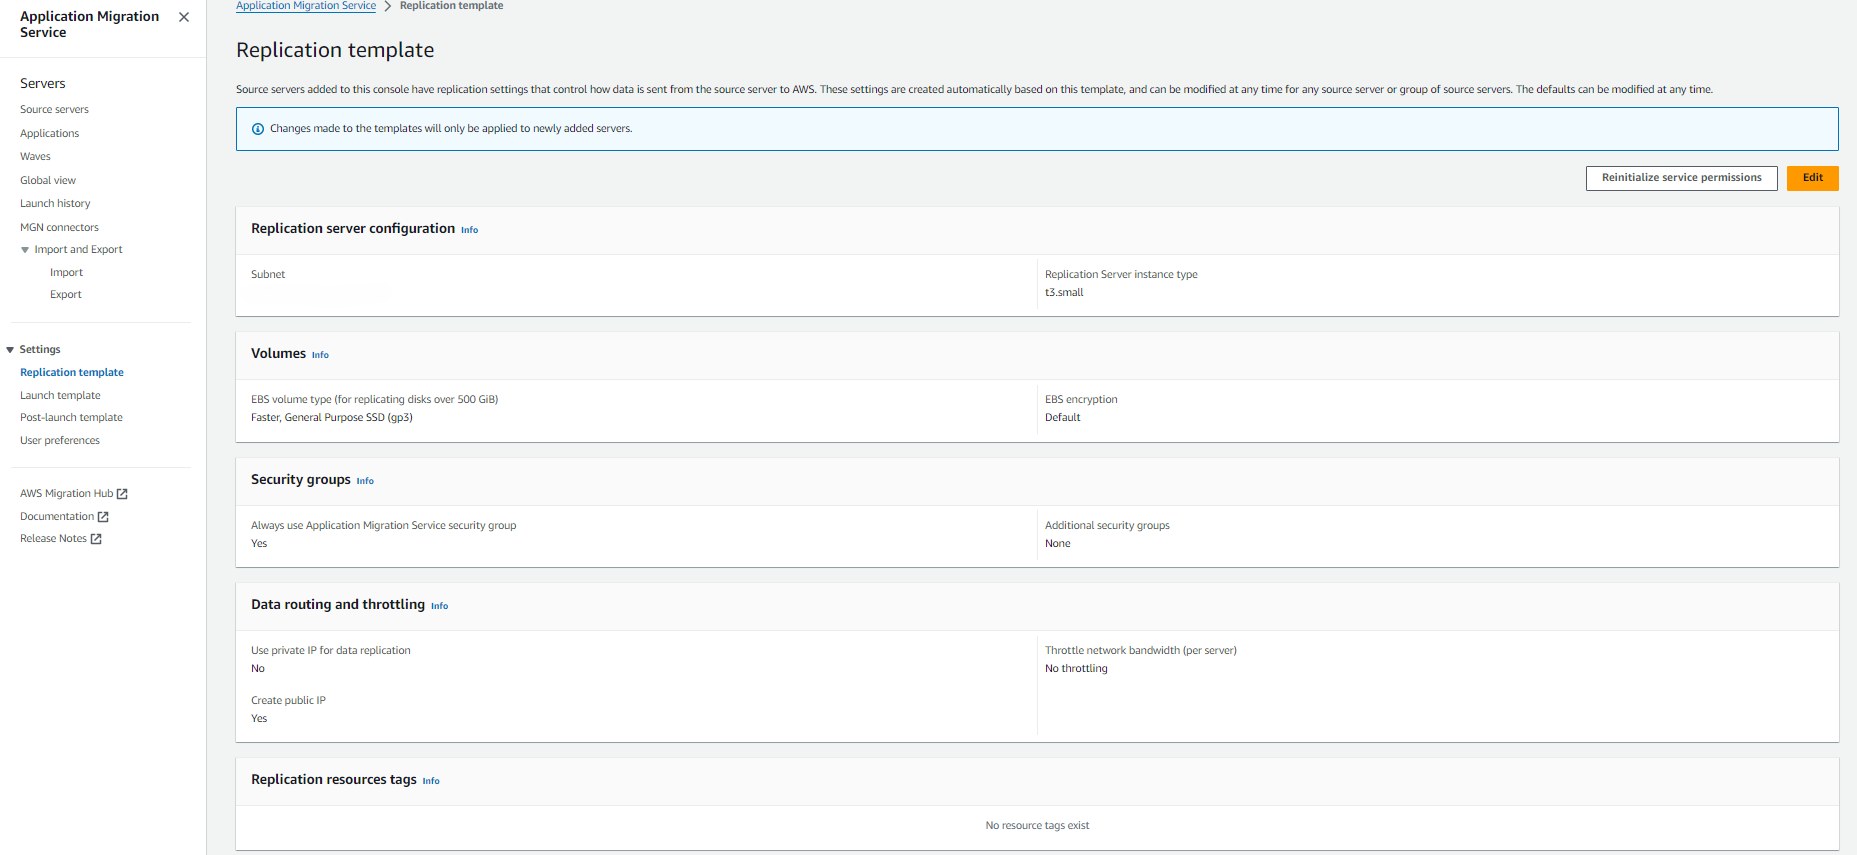 Application Migration Service
Servers
Source servers
Applications
Waves
Global view
Launch history
MGN connectors
Import and Export
Import
Export
Settings
Replication template
Launch template
Post-launch template
User preferences
AWS Migration Hub
Documentation
Release Notes
Application Migration Service > Replication template
Replication template
Source servers added to this console have replication settings that control how data is sent from the source server to AWS. These settings are created automatically based on this template, and can be modified at any time for any source server or group of source servers. The defaults can be modified at any time.
Changes made to the templates will only be applied to newly added servers.
Reinitialize service permissions
Edit
Replication server configuration Info
Subnet
Replication Server instance type
t3.small
Volumes Info
EBS volume type (for replicating disks over 500 GiB)
Faster, General Purpose SSD (gp3)
EBS encryption
Default
Security groups Info
Always use Application Migration Service security group
Yes
Additional security groups
None
Data routing and throttling Info
Use private IP for data replication
No
Create public IP
Yes
Throttle network bandwidth (per server)
No throttling
Replication resources tags Info
No resource tags exist